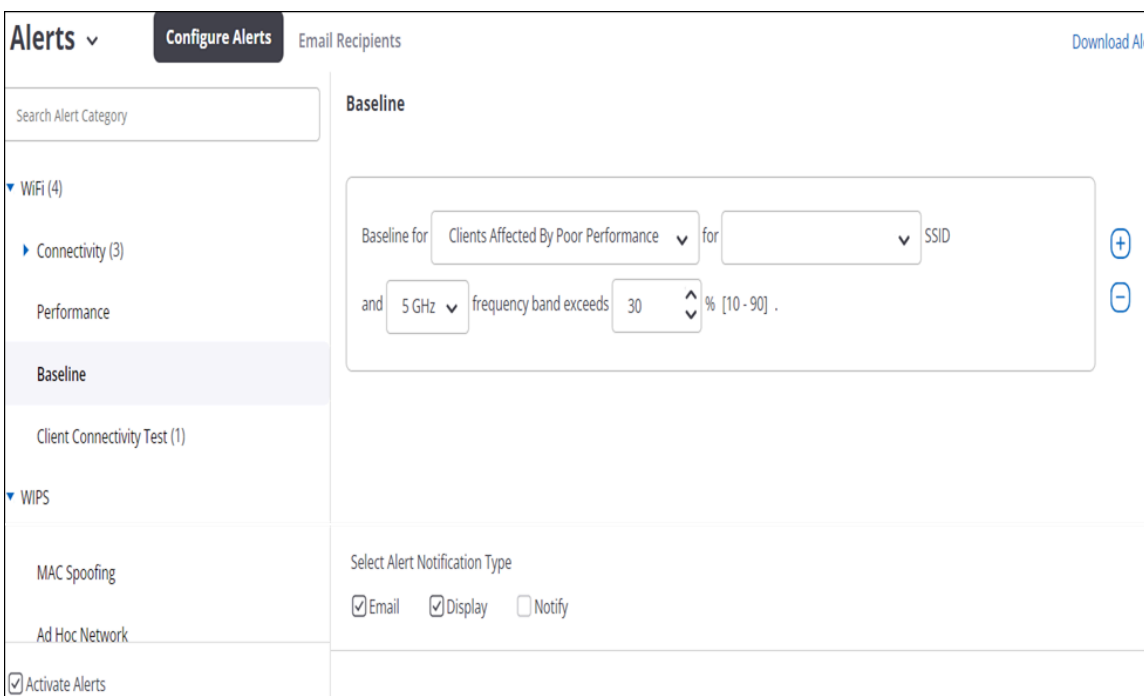 Alerts
Configure Alerts
Email Recipients
Download Al
Search Alert Category
Baseline
WiFi (4)
Connectivity (3)
Performance
Baseline
Client Connectivity Test (1)
WIPS
MAC Spoofing
Ad Hoc Network
Activate Alerts
Baseline for Clients Affected By Poor Performance for SSID
and 5 GHz frequency band exceeds 30 % [10 - 90] .
Select Alert Notification Type
Email Display Notify